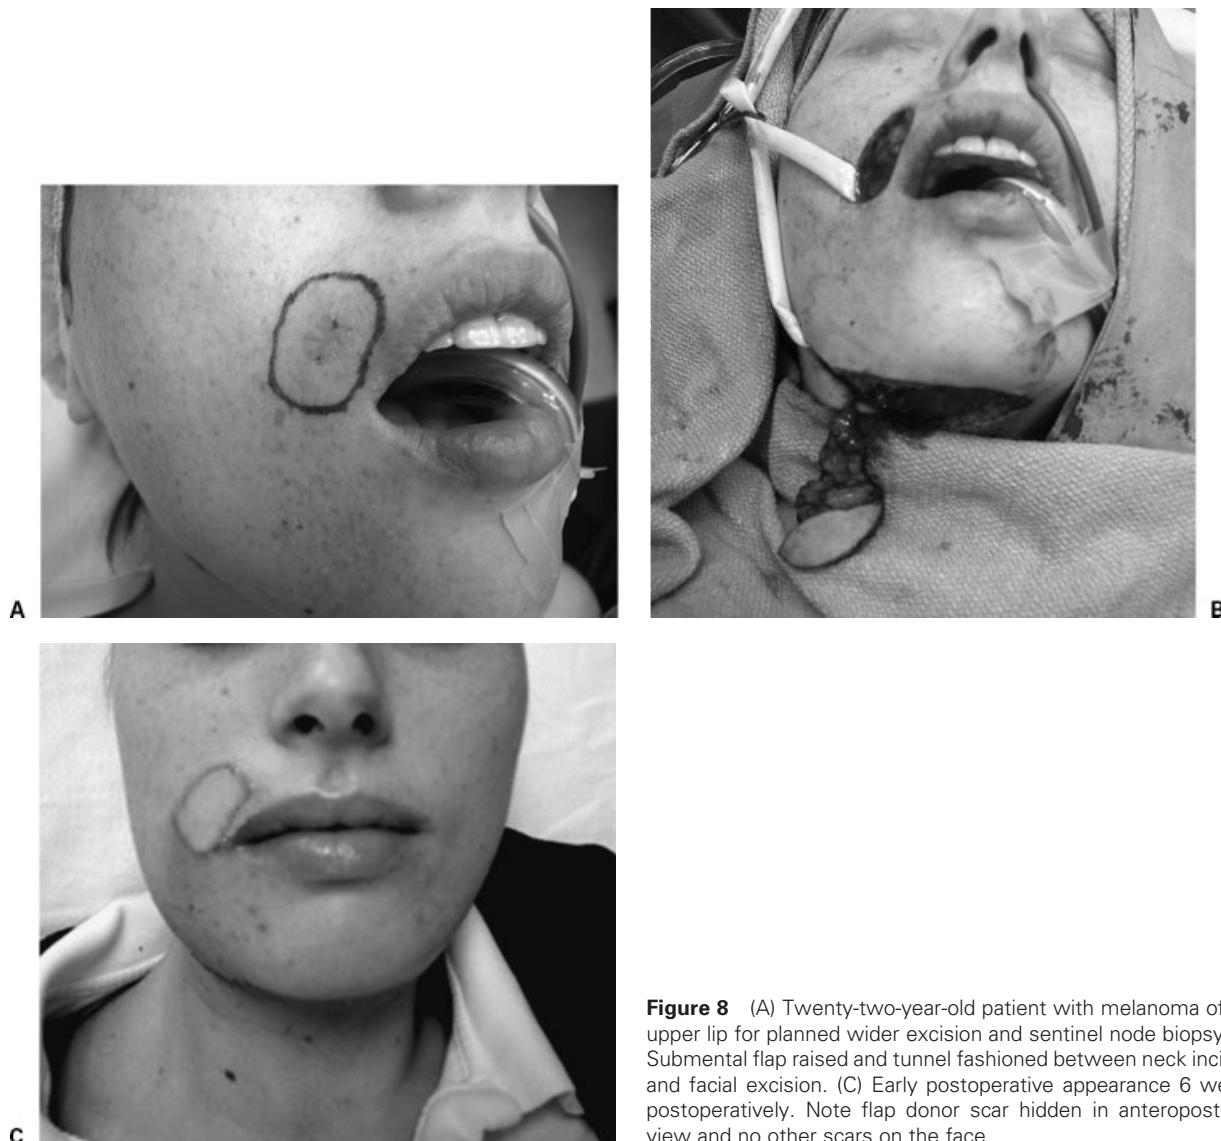 A
B
C
Figure 8 (A) Twenty-two-year-old patient with melanoma of
upper lip for planned wider excision and sentinel node biopsy
Submental flap raised and tunnel fashioned between neck inci
and facial excision. (C) Early postoperative appearance 6 we
postoperatively. Note flap donor scar hidden in anteropost
view and no other scars on the face.